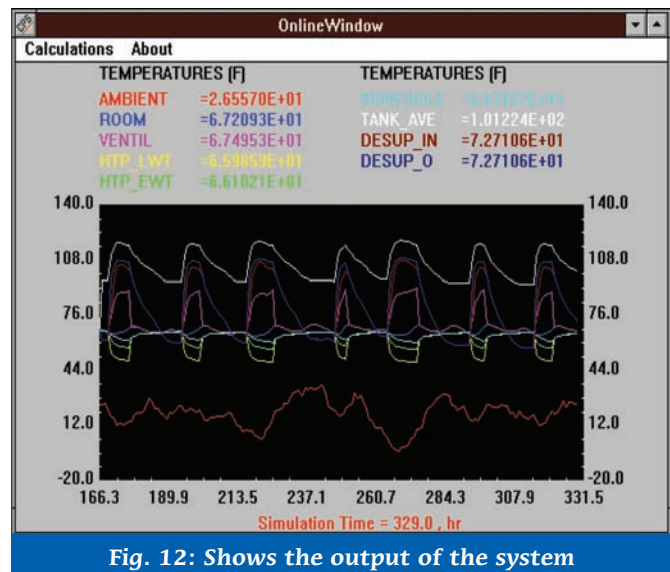 OnlineWindow
Calculations About
TEMPERATURES (F) TEMPERATURES (F)
AMBIENT =2.65570E+01
ROOM =6.72093E+01 TANK_AVE =1.01224E+02
VENTIL =6.74953E+01 DESUP_IN =7.27106E+01
HTP_LWT =6.59859E+01 DESUP_O =7.27106E+01
HTP_EWT =6.61021E+01
140.0 140.0
108.0 108.0
76.0 76.0
44.0 44.0
12.0 12.0
-20.0 -20.0
166.3 189.9 213.5 237.1 260.7 284.3 307.9 331.5
Simulation Time = 329.0 , hr
Fig. 12: Shows the output of the system